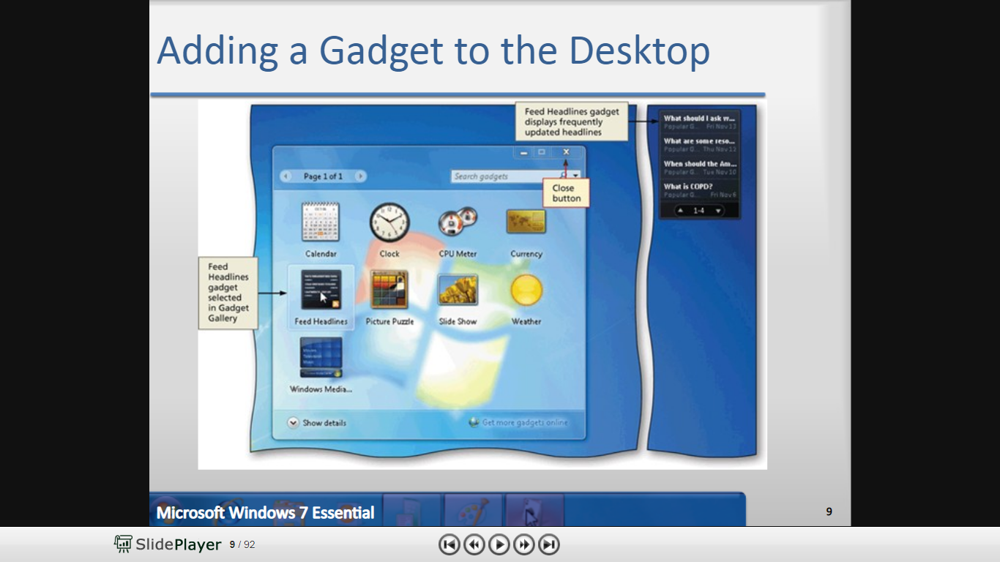 Adding a Gadget to the Desktop
Feed Headlines gadget
displays frequently
updated headlines
What should I ask w...
Popular G... Fri Nov 13
What are some reso...
Popular G... Thu Nov 12
When should the Am...
Popular G... Tue Nov 10
What is COPD?
Popular G... Fri Nov 6
1-4
Page 1 of 1
Search gadgets
Close
button
Calendar
Clock
CPU Meter
Currency
Feed
Headlines
gadget
selected
in Gadget
Gallery
Feed Headlines
Picture Puzzle
Slide Show
Weather
Windows Media...
Show details
Get more gadgets online
Microsoft Windows 7 Essential
9
SlidePlayer
9 / 92